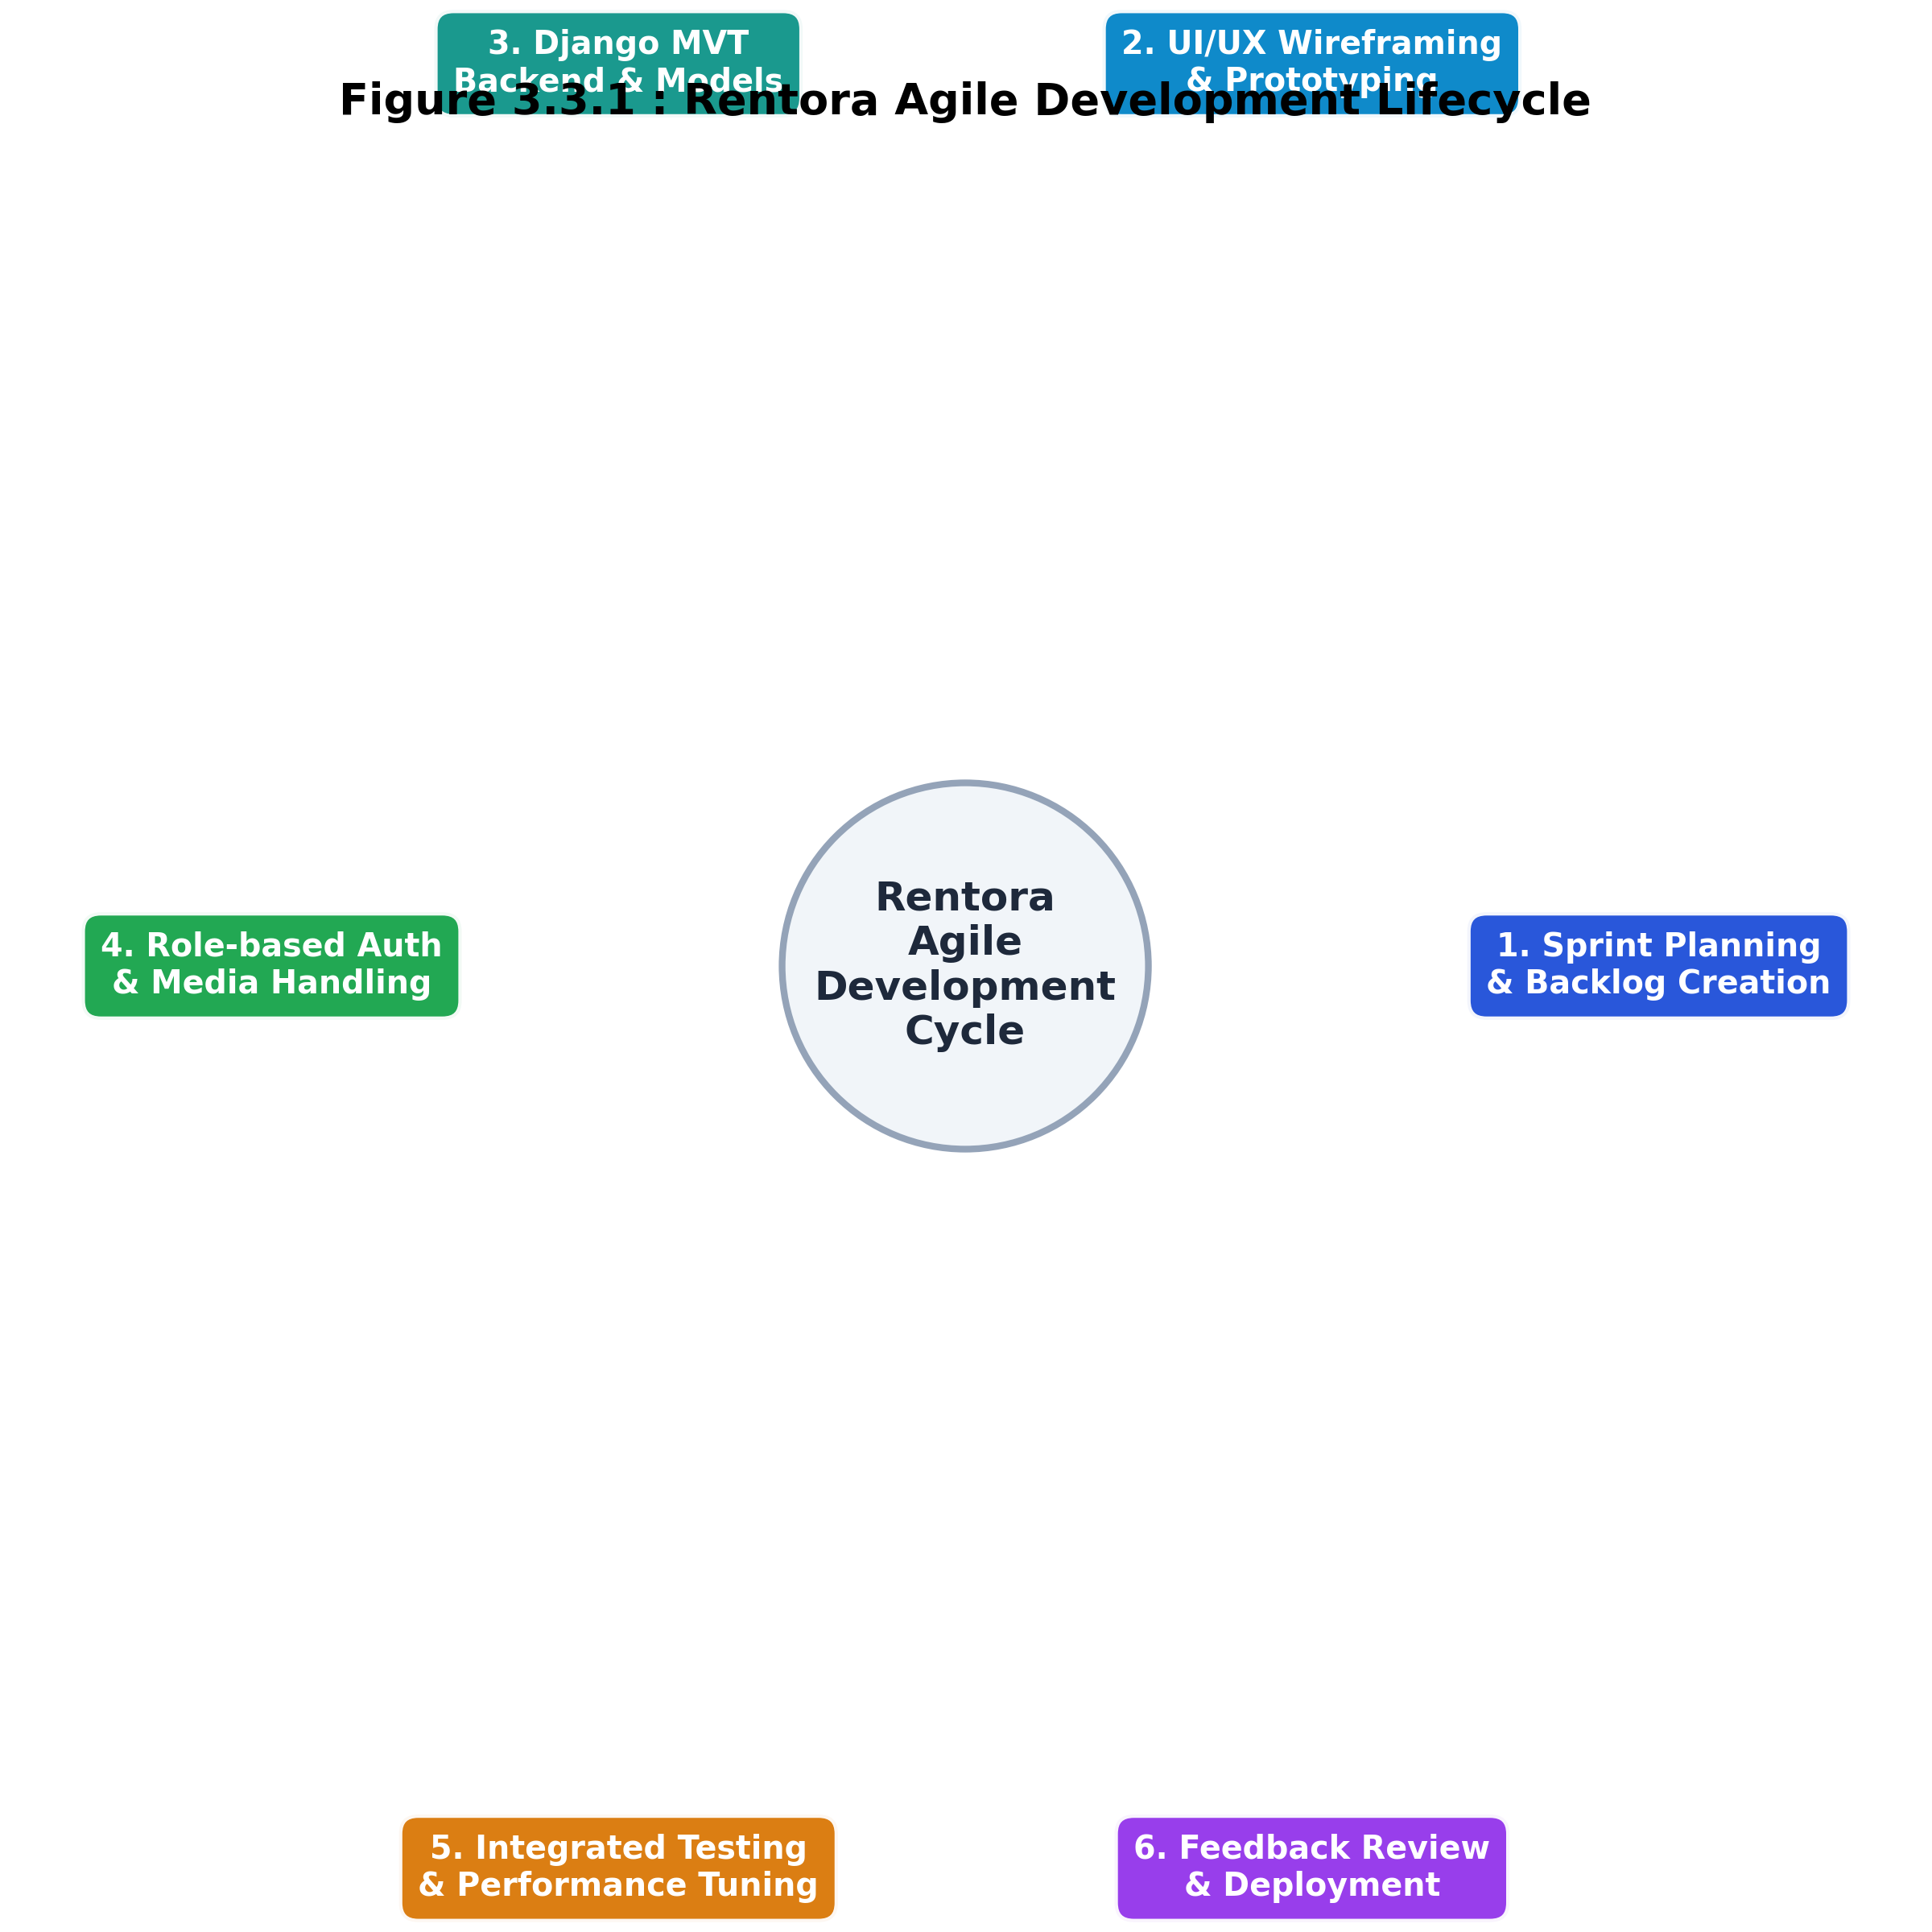 3. Django MVT
Backend & Models
2. UI/UX Wireframing
& Prototyping
Figure 3.3.1 : Rentora Agile Development Lifecycle
Rentora
Agile
Development
Cycle
4. Role-based Auth
& Media Handling
1. Sprint Planning
& Backlog Creation
5. Integrated Testing
& Performance Tuning
6. Feedback Review
& Deployment